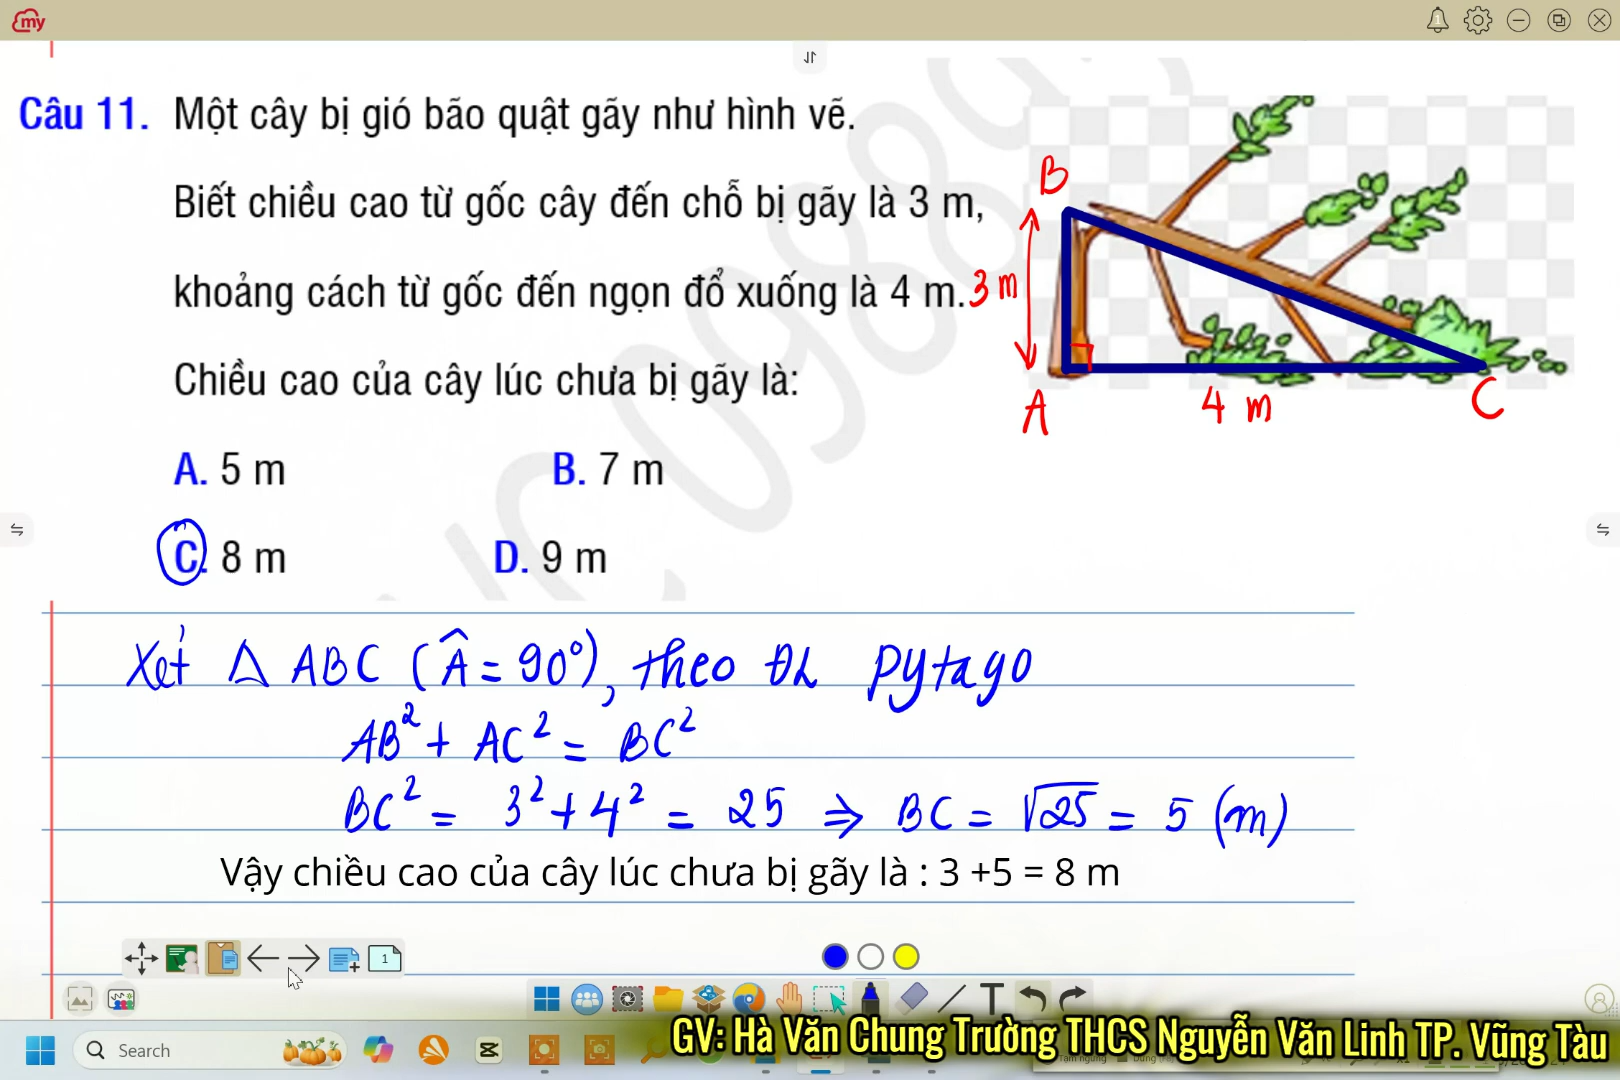 my
Câu 11. Một cây bị gió bão quật gãy như hình vẽ.
Biết chiều cao từ gốc cây đến chỗ bị gãy là 3 m,
khoảng cách từ gốc đến ngọn đổ xuống là 4 m.
Chiều cao của cây lúc chưa bị gãy là:
A. 5 m B. 7 m
C. 8 m D. 9 m
B
3 m
A
4 m
C
Xét Δ ABC (Â = 90°), theo ĐL pytago
AB² + AC² = BC²
BC² = 3² + 4² = 25 ⇒ BC = √25 = 5 (m)
Vậy chiều cao của cây lúc chưa bị gãy là : 3 +5 = 8 m
1
T
Search
GV: Hà Văn Chung Trường THCS Nguyễn Văn Linh TP. Vũng Tàu